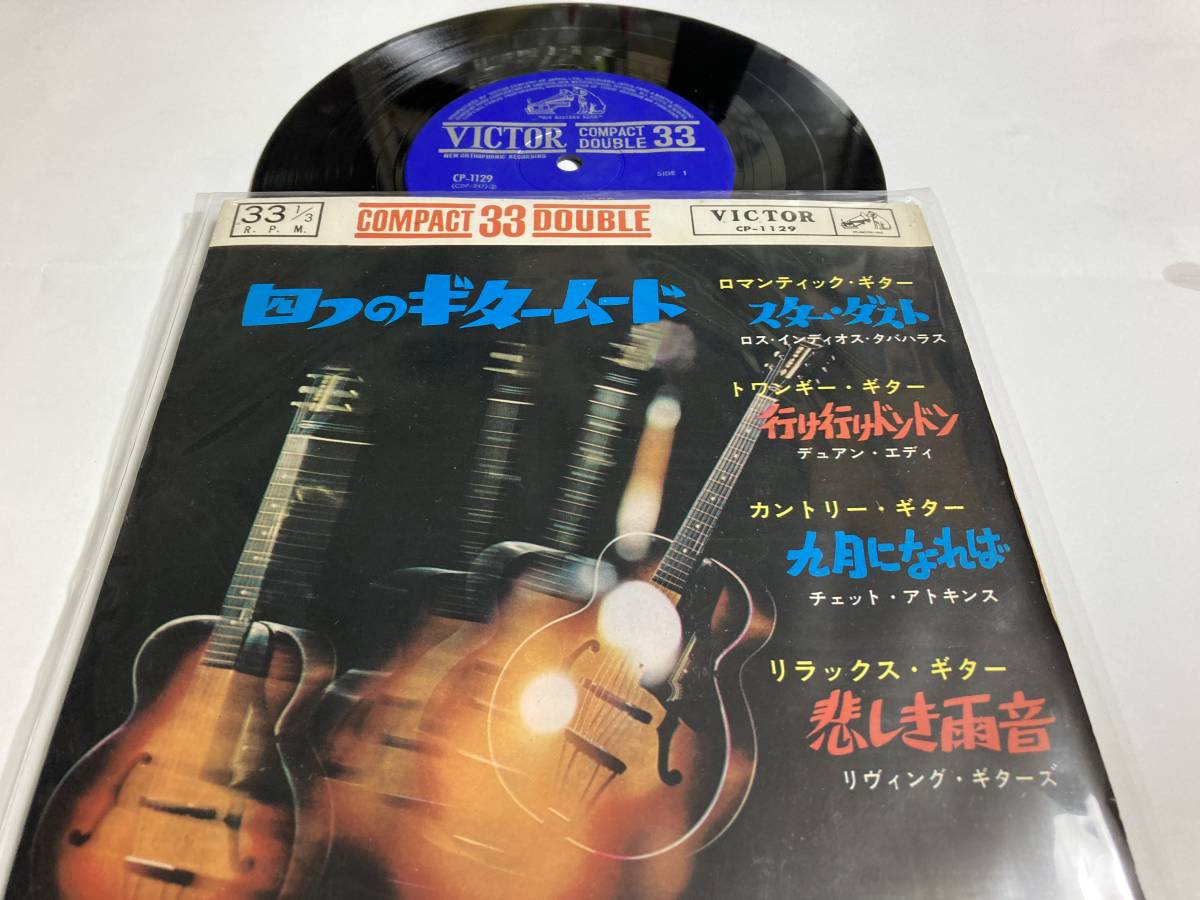 "HIS MASTER'S VOICE"
VICTOR COMPACT DOUBLE 33
NEW ORTHOPHONIC RECORDING
CP-1129
SIDE 1
33 1/3
R. P. M.
COMPACT 33 DOUBLE
VICTOR
CP-1129
四つのギタームード
ロマンティック・ギター
スター・ダスト
ロス・インディオス・タバハラス
トワンギー・ギター
行け行けドンドン
デュアン・エディ
カントリー・ギター
九月になれば
チェット・アトキンス
リラックス・ギター
悲しき雨音
リヴィング・ギターズ